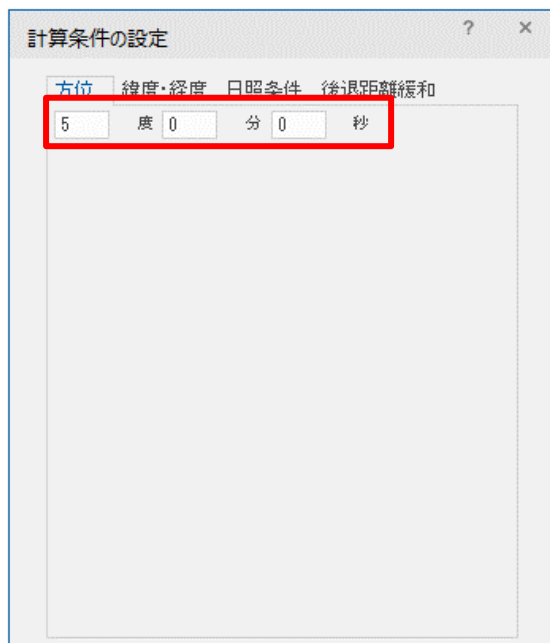 計算条件の設定 ? ×
方位 緯度・経度 日照条件 後退距離緩和
5 度 0 分 0 秒